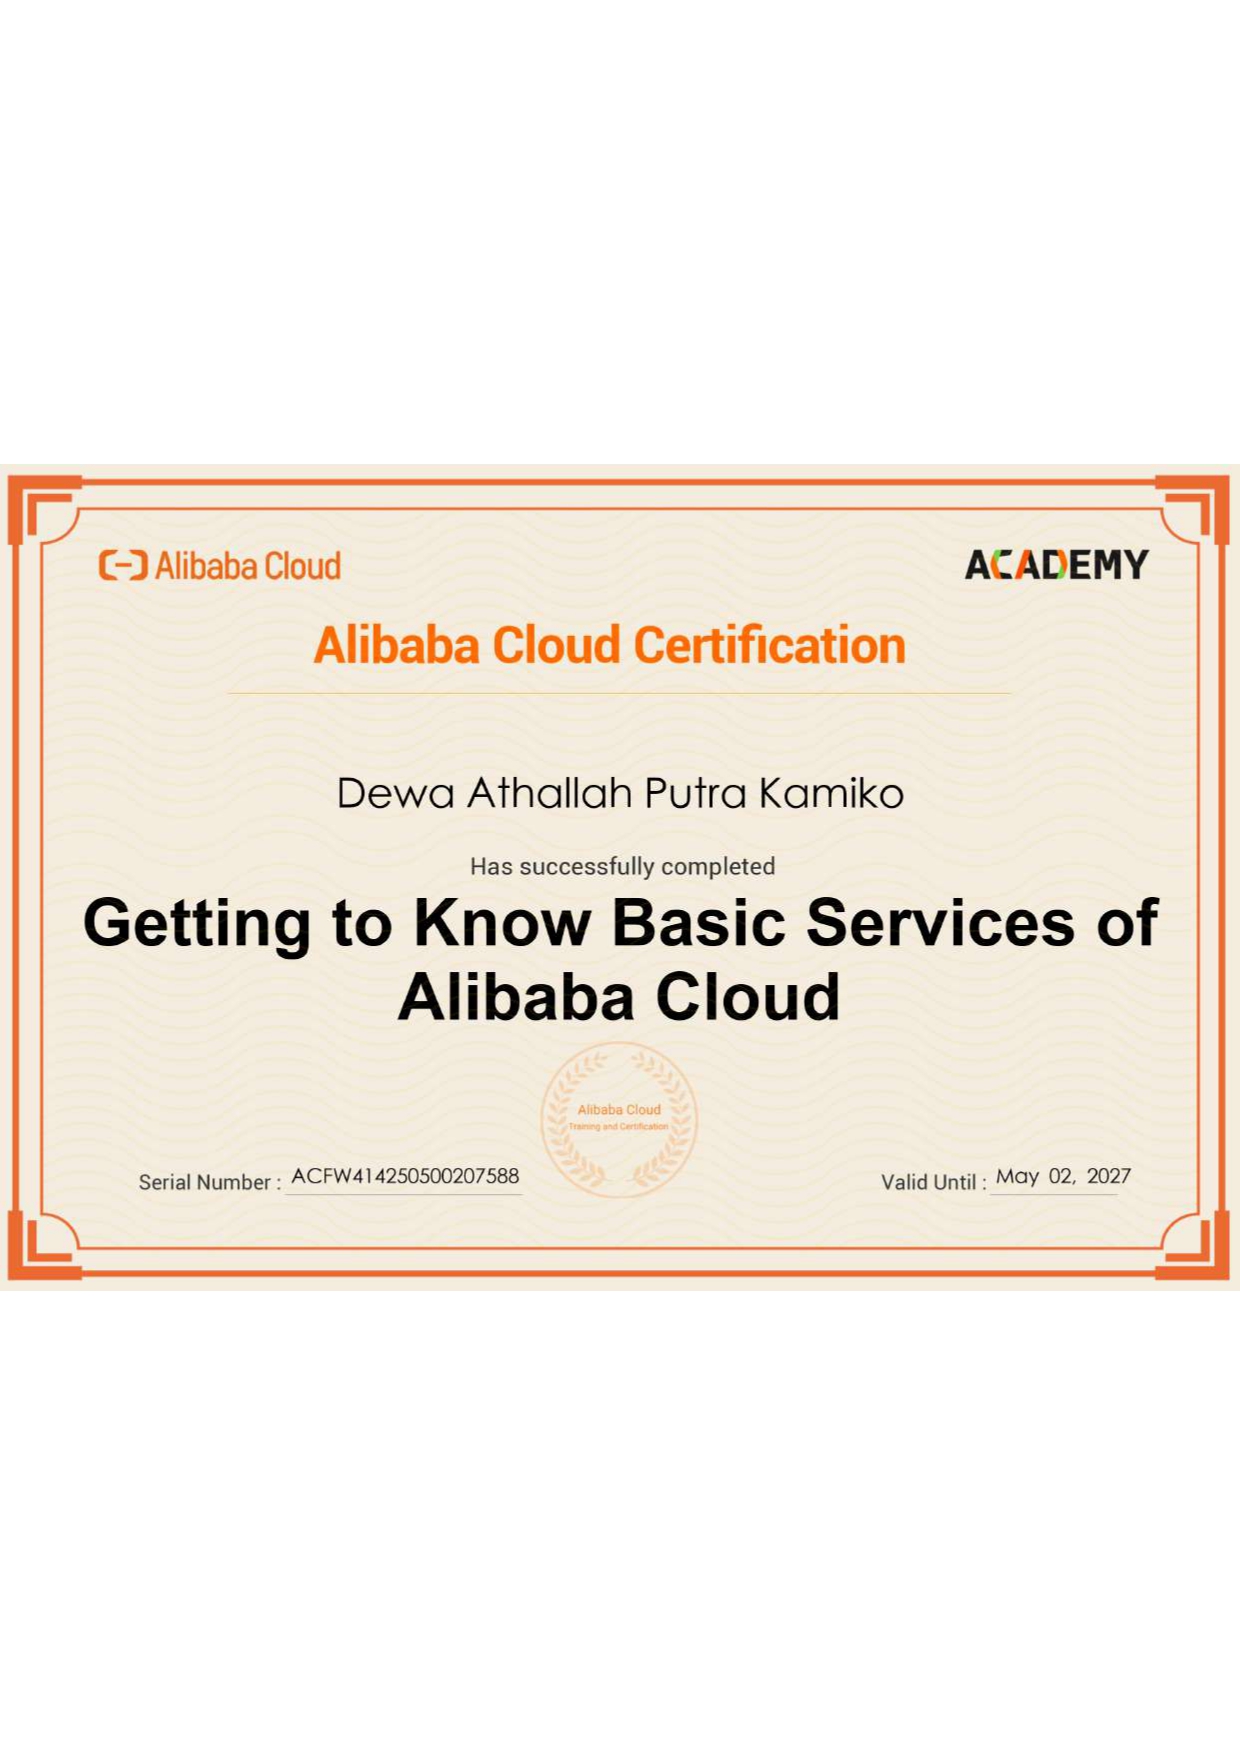 Alibaba Cloud
ACADEMY
Alibaba Cloud Certification
Dewa Athallah Putra Kamiko
Has successfully completed
Getting to Know Basic Services of
Alibaba Cloud
Alibaba Cloud
Training and Certification
Serial Number : ACFW414250500207588
Valid Until : May 02, 2027